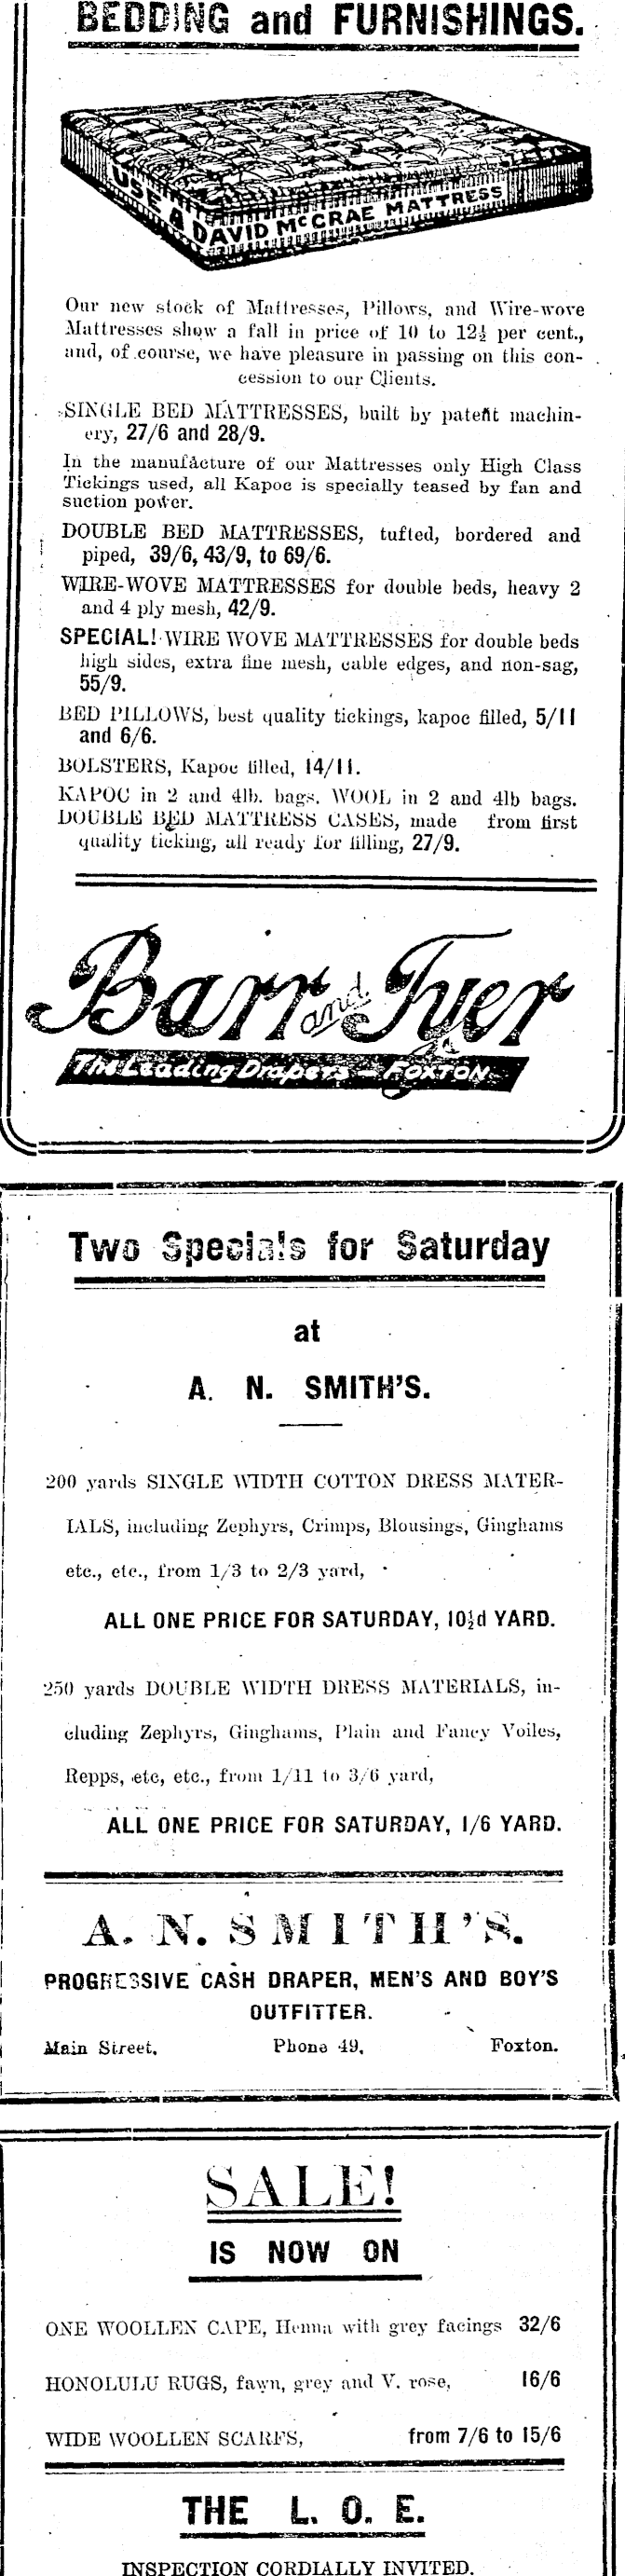 BEDDING and FURNISHINGS.
USE A DAVID McCRAE MATTRESS
Our new stock of Mattresses, Pillows, and Wire-wove
Mattresses show a fall in price of 10 to 12½ per cent.,
and, of course, we have pleasure in passing on this con-
cession to our Clients.
SINGLE BED MATTRESSES, built by patent machin-
ery, 27/6 and 28/9.
In the manufacture of our Mattresses only High Class
Tickings used, all Kapoc is specially teased by fan and
suction power.
DOUBLE BED MATTRESSES, tufted, bordered and
piped, 39/6, 43/9, to 69/6.
WIRE-WOVE MATTRESSES for double beds, heavy 2
and 4 ply mesh, 42/9.
SPECIAL! WIRE WOVE MATTRESSES for double beds
high sides, extra fine mesh, cable edges, and non-sag,
55/9.
BED PILLOWS, best quality tickings, kapoc filled, 5/11
and 6/6.
BOLSTERS, Kapoc filled, 14/11.
KAPOC in 2 and 4lb. bags. WOOL in 2 and 4lb bags.
DOUBLE BED MATTRESS CASES, made from first
quality ticking, all ready for filling, 27/9.
Barr and Tyer
The Leading Drapers – FOXTON
Two Specials for Saturday
at
A. N. SMITH'S.
200 yards SINGLE WIDTH COTTON DRESS MATER-
IALS, including Zephyrs, Crimps, Blousings, Ginghams
etc., etc., from 1/3 to 2/3 yard,
ALL ONE PRICE FOR SATURDAY, 10½d YARD.
250 yards DOUBLE WIDTH DRESS MATERIALS, in-
cluding Zephyrs, Ginghams, Plain and Fancy Voiles,
Repps, etc, etc., from 1/11 to 3/6 yard,
ALL ONE PRICE FOR SATURDAY, 1/6 YARD.
A. N. SMITH'S.
PROGRESSIVE CASH DRAPER, MEN'S AND BOY'S
OUTFITTER.
Main Street. Phone 49. Foxton.
SALE!
IS NOW ON
ONE WOOLLEN CAPE, Henna with grey facings 32/6
HONOLULU RUGS, fawn, grey and V. rose, 16/6
WIDE WOOLLEN SCARFS, from 7/6 to 15/6
THE L. O. E.
INSPECTION CORDIALLY INVITED.